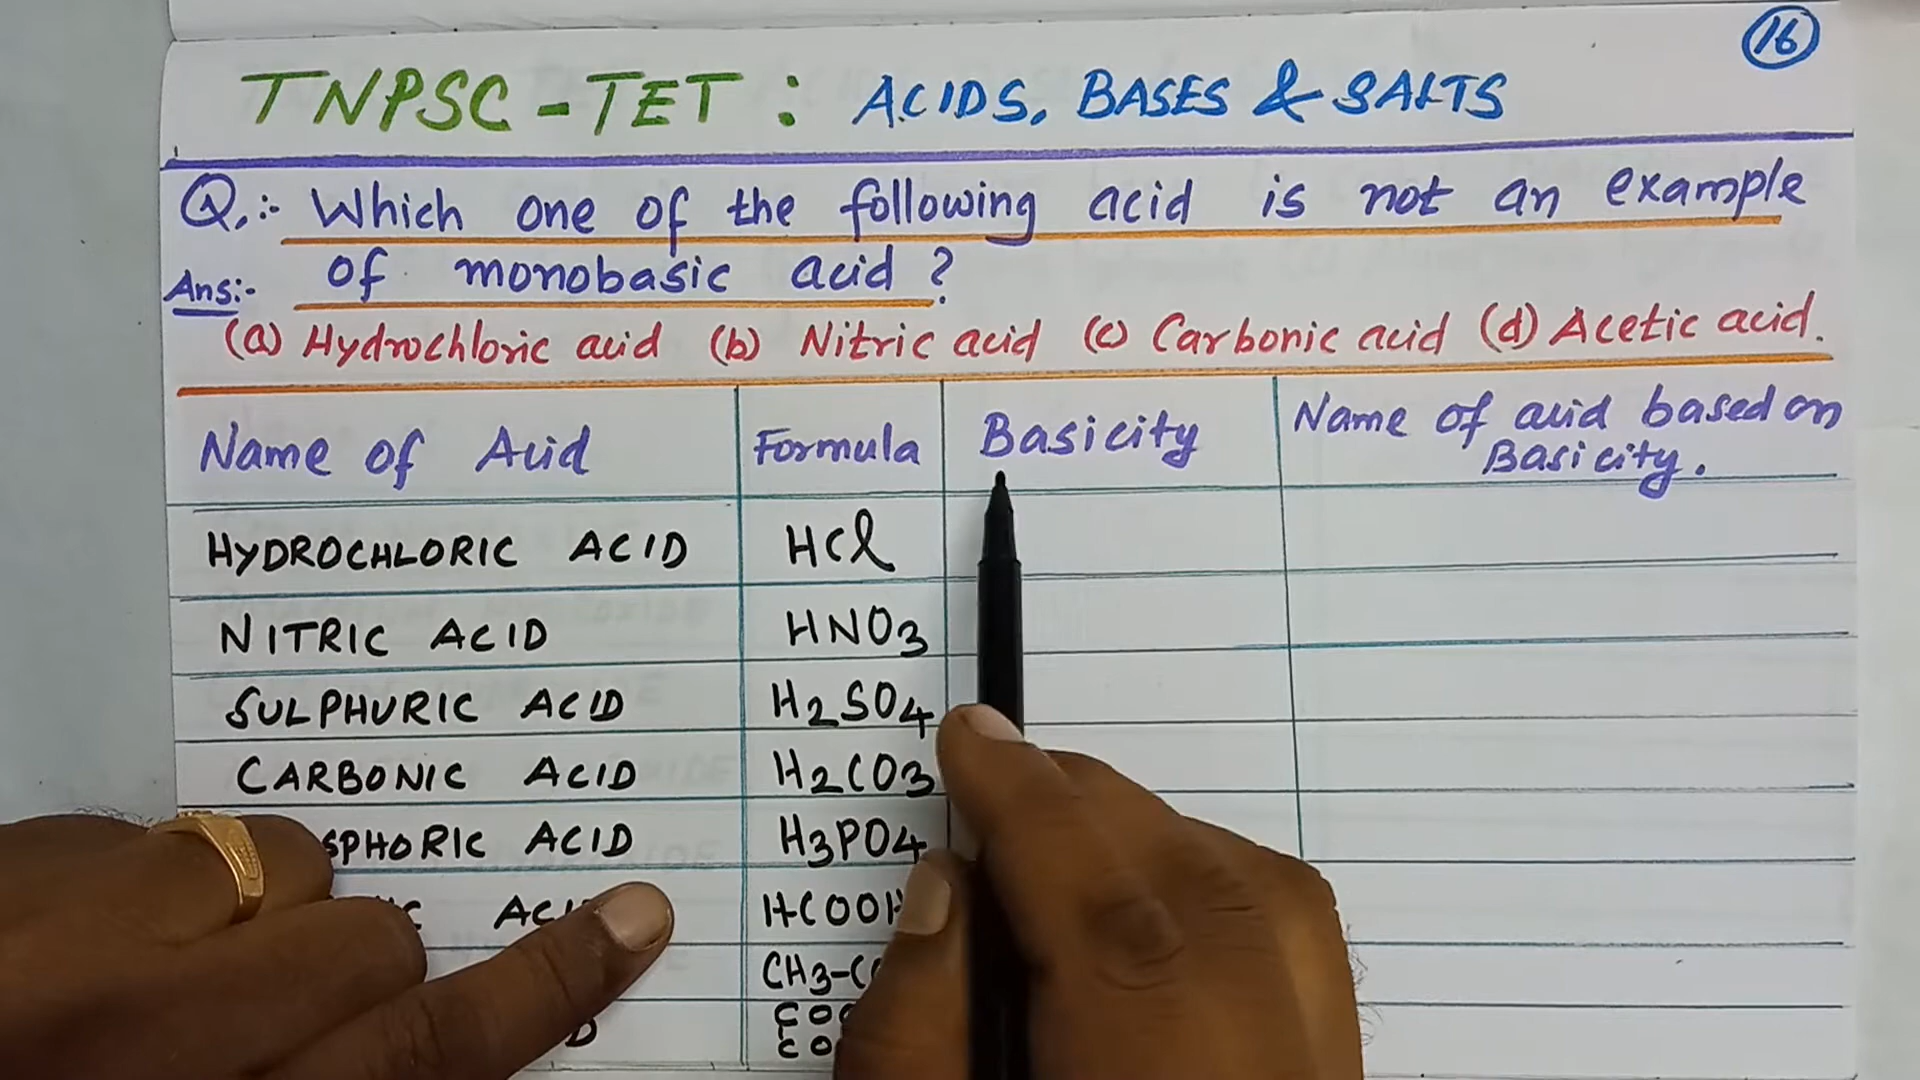 16
TNPSC-TET : ACIDS, BASES & SALTS
Q.:- Which one of the following acid is not an example
of monobasic acid ?
Ans:-
(a) Hydrochloric acid (b) Nitric acid (c) Carbonic acid (d) Acetic acid.
Name of Acid Formula Basicity Name of acid based on
Basicity.
HYDROCHLORIC ACID HCl
NITRIC ACID HNO3
SULPHURIC ACID H2SO4
CARBONIC ACID H2CO3
ACID H3PO4
HCOOH